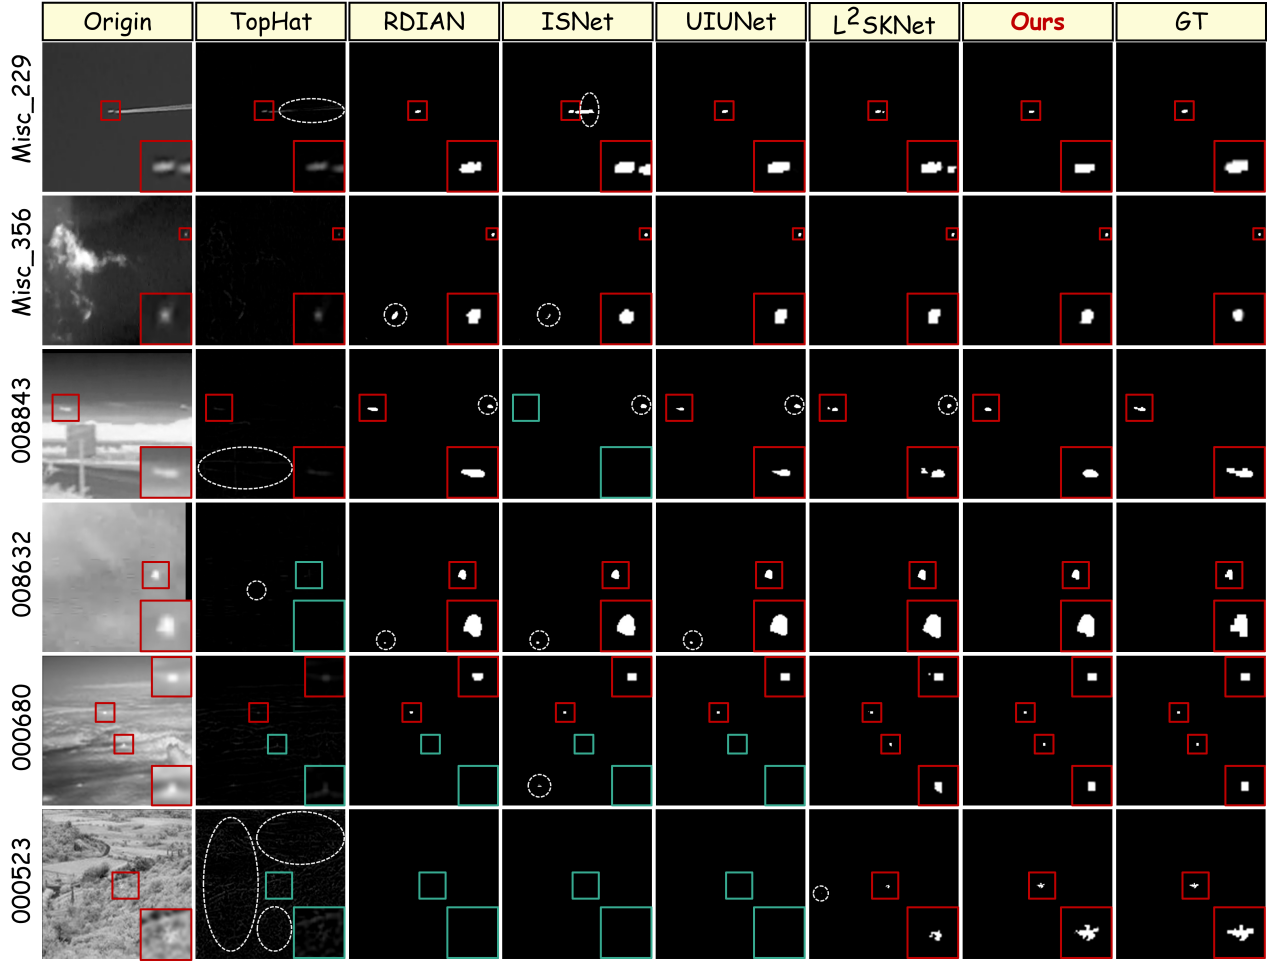 Origin TopHat RDIAN ISNet UIUNet L²SKNet Ours GT
Misc_229
Misc_356
008843
008632
000680
000523